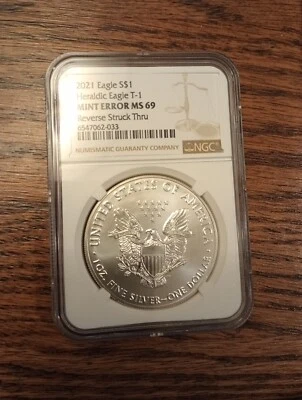 2021 Eagle S$1
Heraldic Eagle T-1
MINT ERROR MS 69
Reverse Struck Thru
6547062-033
NUMISMATIC GUARANTY COMPANY
NGC
UNITED STATES OF AMERICA
1 OZ. FINE SILVER~ONE DOLLAR